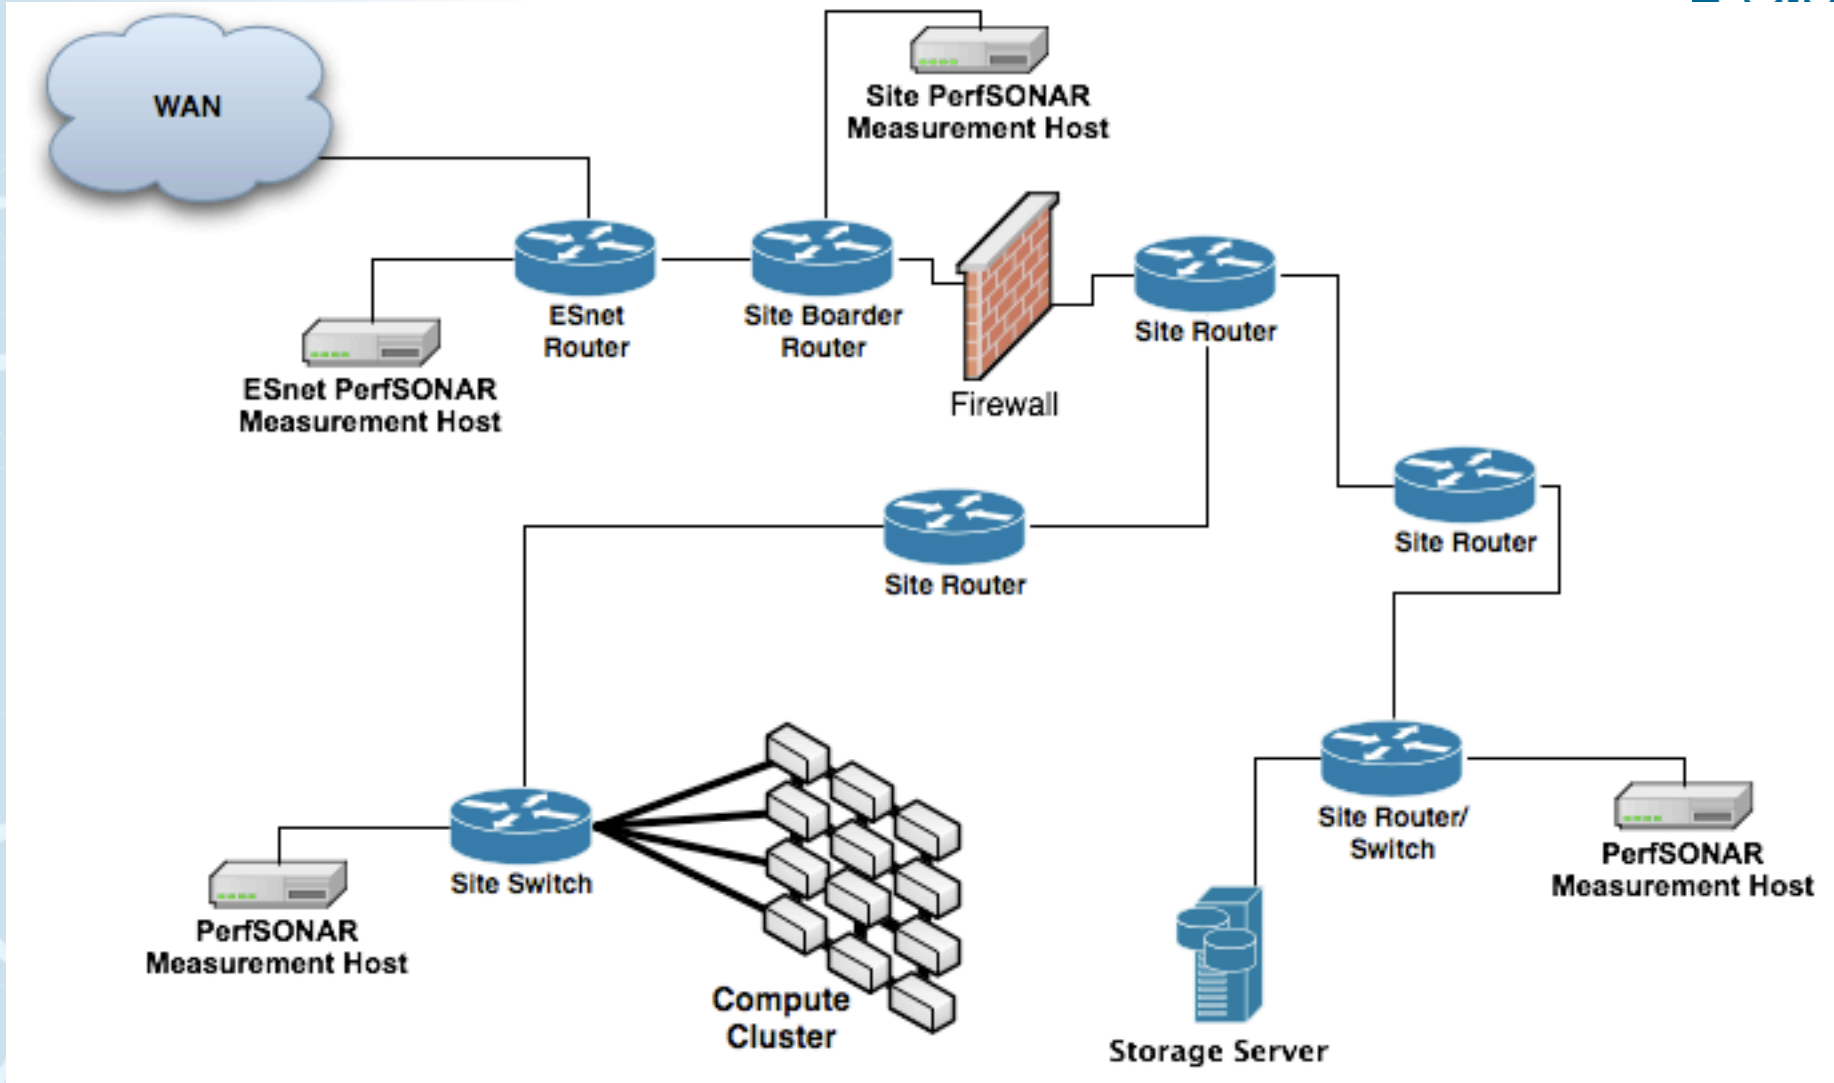 WAN
Site PerfSONAR
Measurement Host
ESnet
Router
Site Boarder
Router
Site Router
ESnet PerfSONAR
Measurement Host
Firewall
Site Router
Site Router
Site Router/
Switch
PerfSONAR
Measurement Host
Site Switch
PerfSONAR
Measurement Host
Compute
Cluster
Storage Server